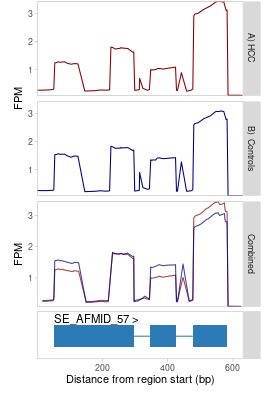 3
2
1
A) HCC
FPM
3
2
1
B) Controls
FPM
3
2
1
Combined
SE_AFMID_57 >
200
400
600
Distance from region start (bp)